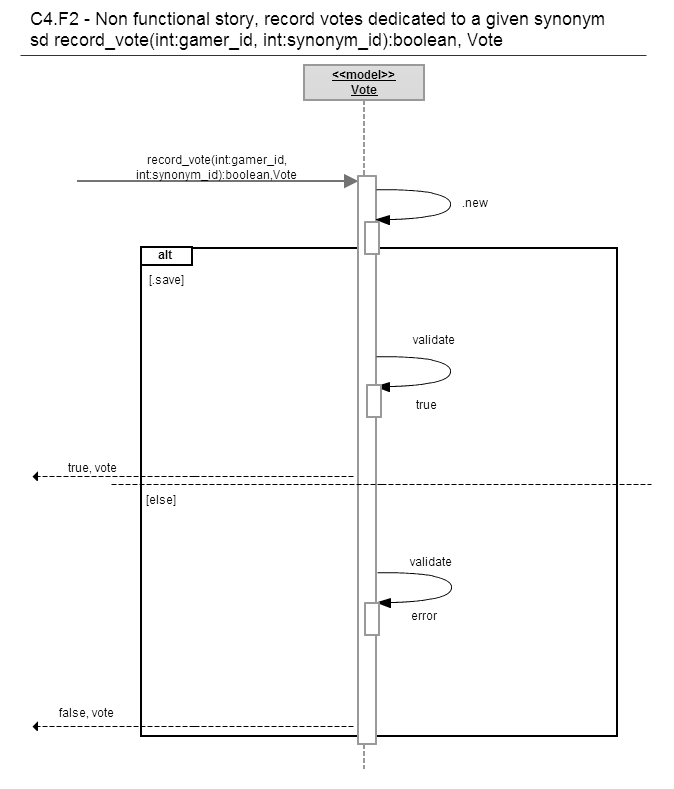 C4.F2 - Non functional story, record votes dedicated to a given synonym
sd record_vote(int:gamer_id, int:synonym_id):boolean, Vote
<<model>>
Vote
record_vote(int:gamer_id,
int:synonym_id):boolean,Vote
.new
alt
[.save]
validate
true
true, vote
[else]
validate
error
false, vote